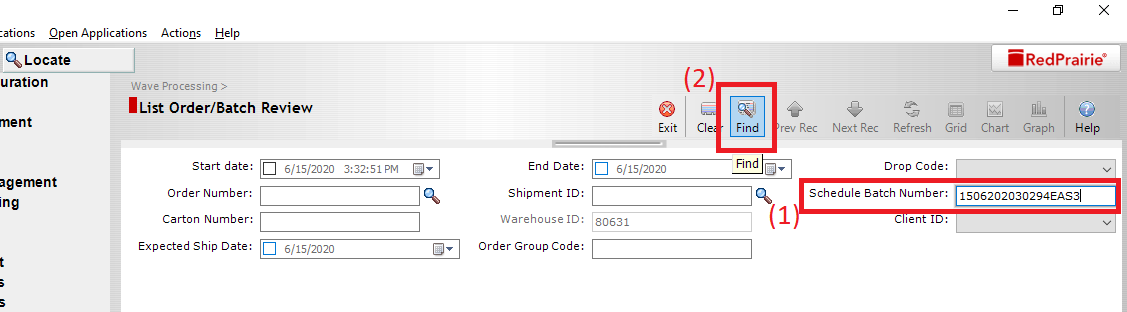 cations Open Applications Actions Help
Locate
RedPrairie®
uration
Wave Processing >
(2)
List Order/Batch Review
ment
Exit Clear Find Prev Rec Next Rec Refresh Grid Chart Graph Help
Find
Start date: 6/15/2020 3:32:51 PM End Date: 6/15/2020 Drop Code:
agement
Order Number: Shipment ID: Schedule Batch Number: 1506202030294EAS3
ing
(1)
Carton Number: Warehouse ID: 80631 Client ID:
Expected Ship Date: 6/15/2020 Order Group Code:
t
s
s